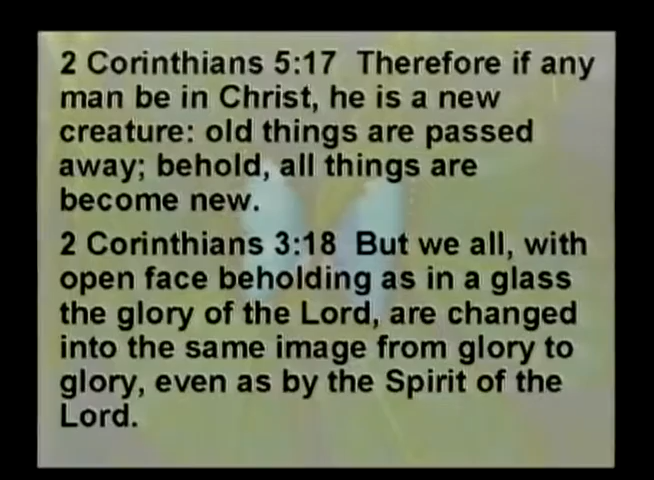 2 Corinthians 5:17 Therefore if any
man be in Christ, he is a new
creature: old things are passed
away; behold, all things are
become new.
2 Corinthians 3:18 But we all, with
open face beholding as in a glass
the glory of the Lord, are changed
into the same image from glory to
glory, even as by the Spirit of the
Lord.